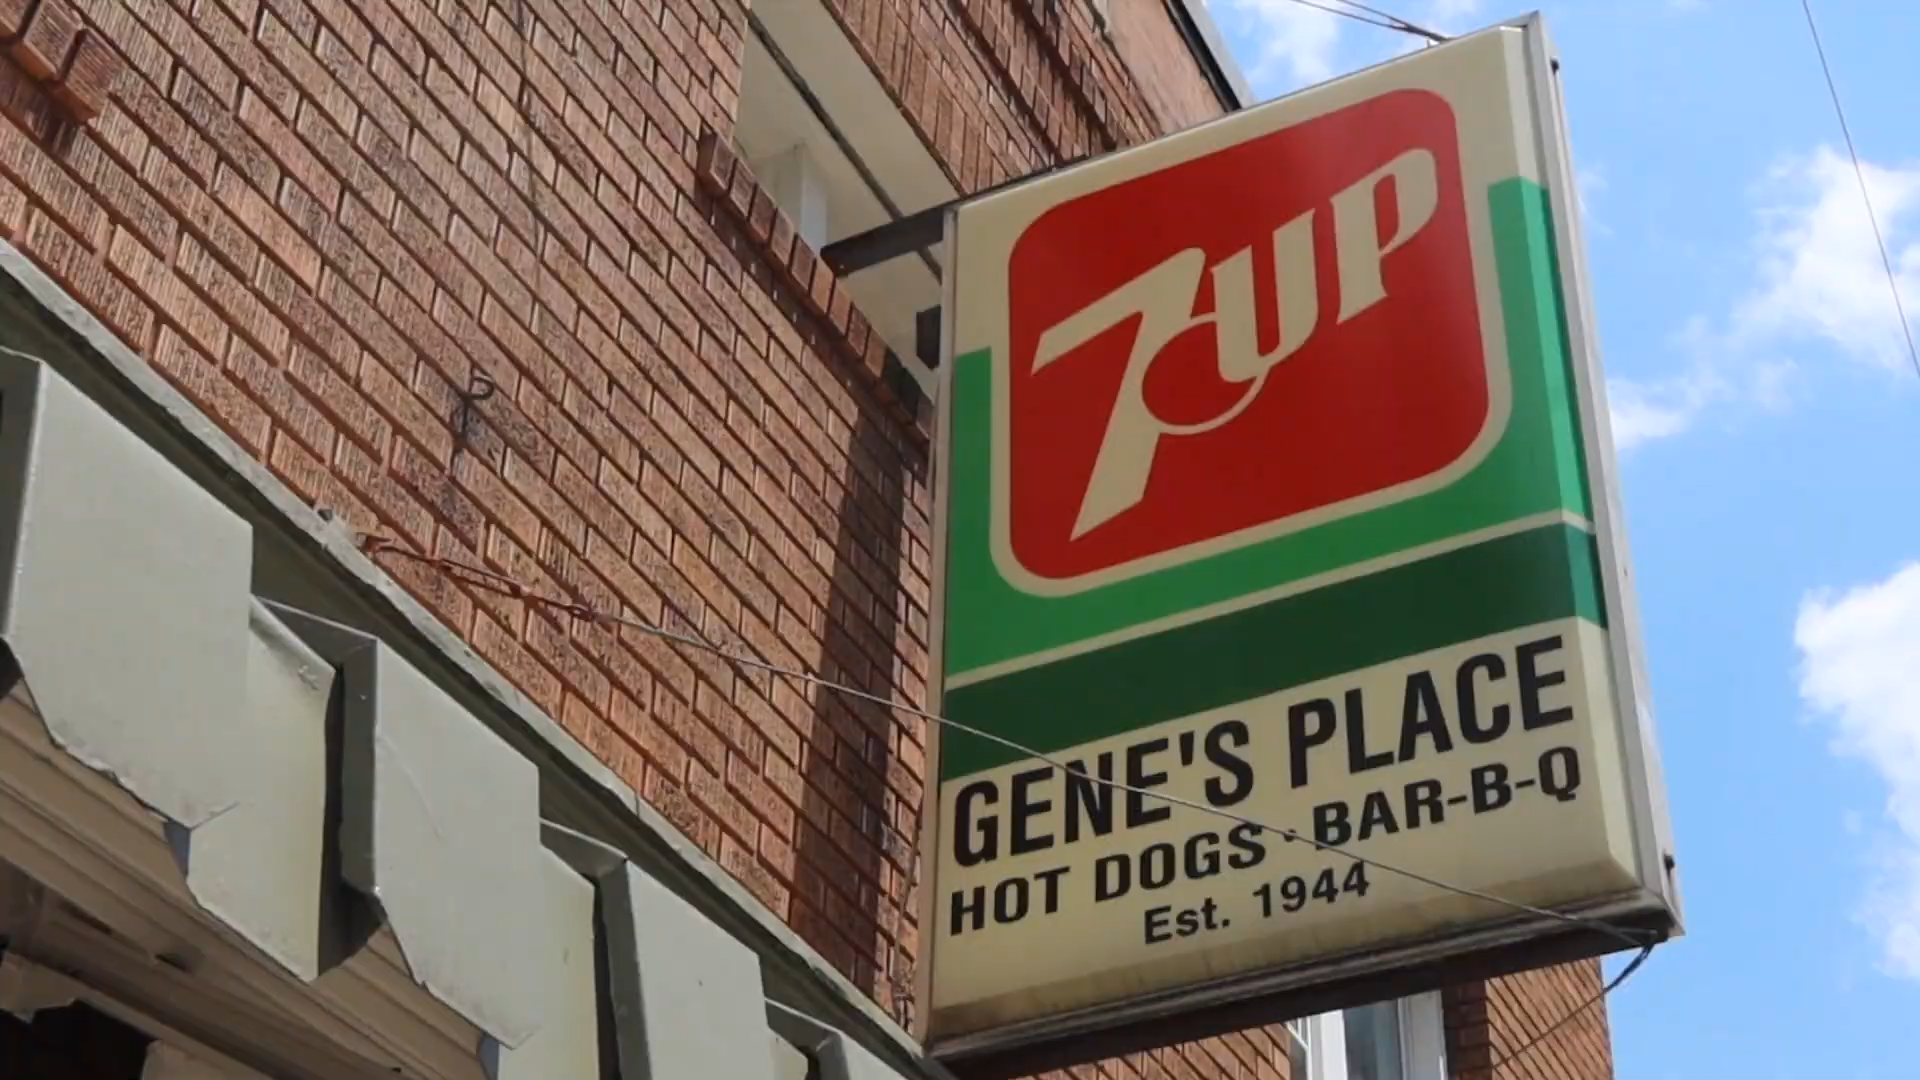 7UP
GENE'S PLACE
HOT DOGS · BAR-B-Q
Est. 1944